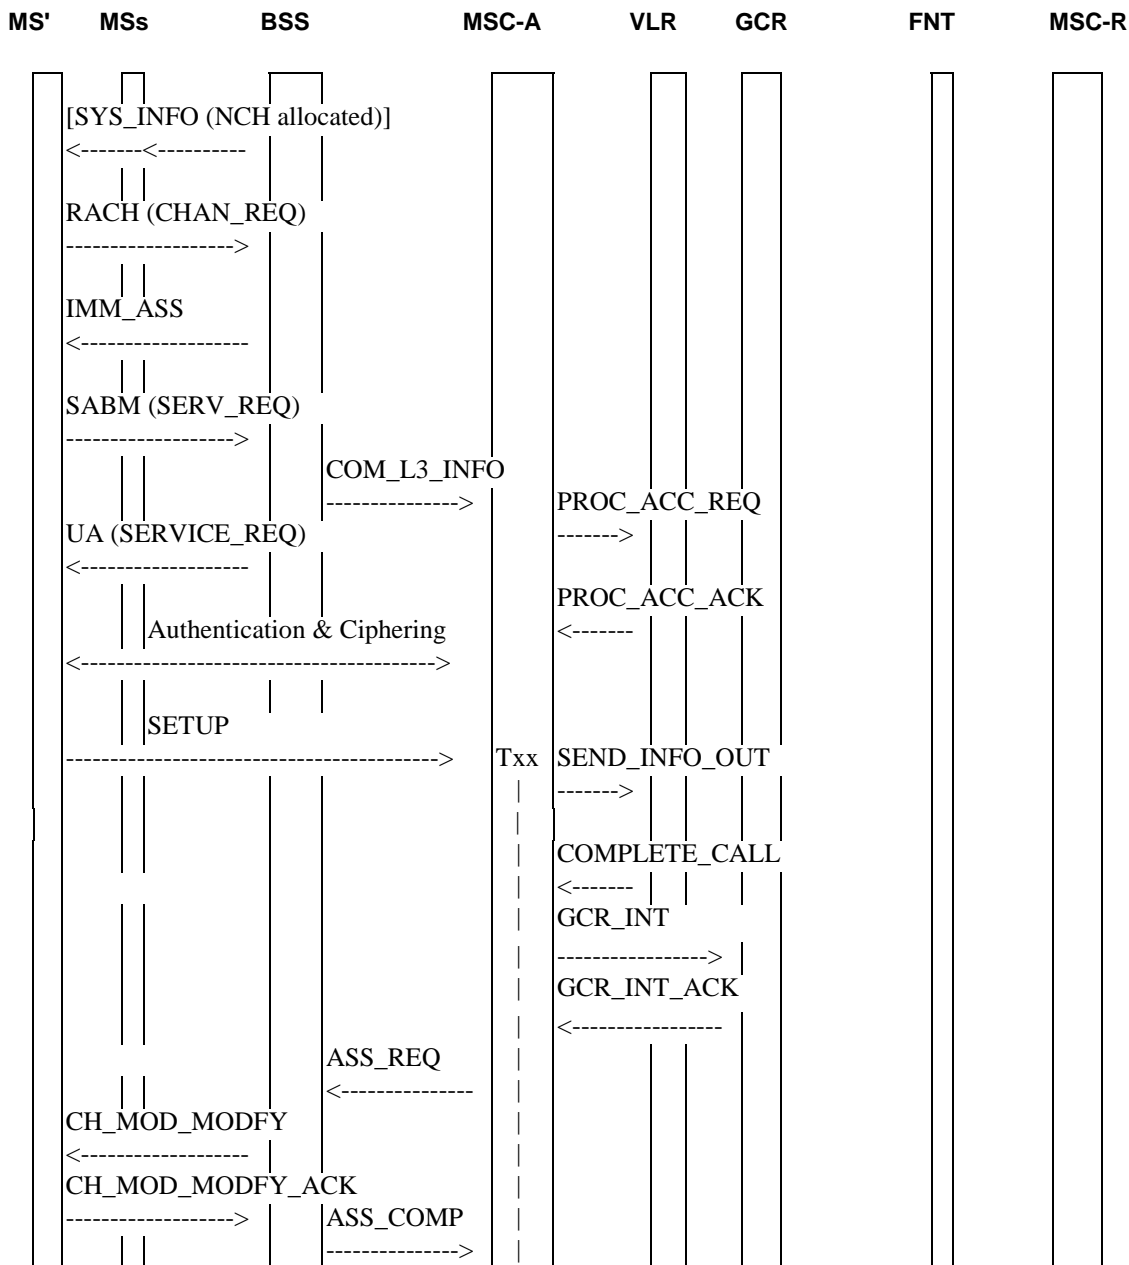 MS' MSs BSS MSC-A VLR GCR FNT MSC-R
[SYS_INFO (NCH allocated)]
<-------<----------
RACH (CHAN_REQ)
------------------->
IMM_ASS
<-------------------
SABM (SERV_REQ)
------------------->
COM_L3_INFO
---------------> PROC_ACC_REQ
UA (SERVICE_REQ) ------->
<-------------------
PROC_ACC_ACK
Authentication & Ciphering <-------
<---------------------------------------->
SETUP
------------------------------------------> Txx SEND_INFO_OUT
| ------->
|
| COMPLETE_CALL
| <-------
| GCR_INT
| ----------------->
| GCR_INT_ACK
| <-----------------
ASS_REQ |
<--------------- |
CH_MOD_MODFY |
<------------------- |
CH_MOD_MODFY_ACK |
-------------------> ASS_COMP |
---------------> |